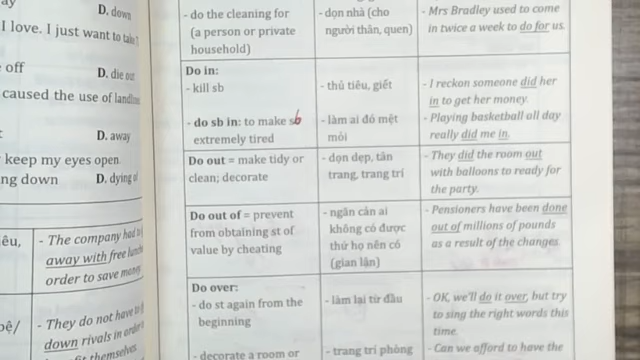 D. down
I love. I just want to take
off
D. die out
caused the use of landlines
D. away
keep my eyes open.
ng down
D. dying of
- The company had to
away with free lunches
order to save money
- They do not have to
down rivals in order
themselves
- do the cleaning for
(a person or private
household)
- dọn nhà (cho
người thân, quen)
- Mrs Bradley used to come
in twice a week to do for us.
Do in:
- kill sb
- thủ tiêu, giết
- I reckon someone did her
in to get her money.
- do sb in: to make sb
extremely tired
- làm ai đó mệt
mỏi
- Playing basketball all day
really did me in.
Do out = make tidy or
clean; decorate
- dọn dẹp, tân
trang, trang trí
- They did the room out
with balloons to ready for
the party.
Do out of = prevent
from obtaining st of
value by cheating
- ngăn cản ai
không có được
thứ họ nên có
(gian lận)
- Pensioners have been done
out of millions of pounds
as a result of the changes.
Do over:
- do st again from the
beginning
- làm lại từ đầu
- OK, we'll do it over, but try
to sing the right words this
time.
- decorate a room or
- trang trí phòng
- Can we afford to have the